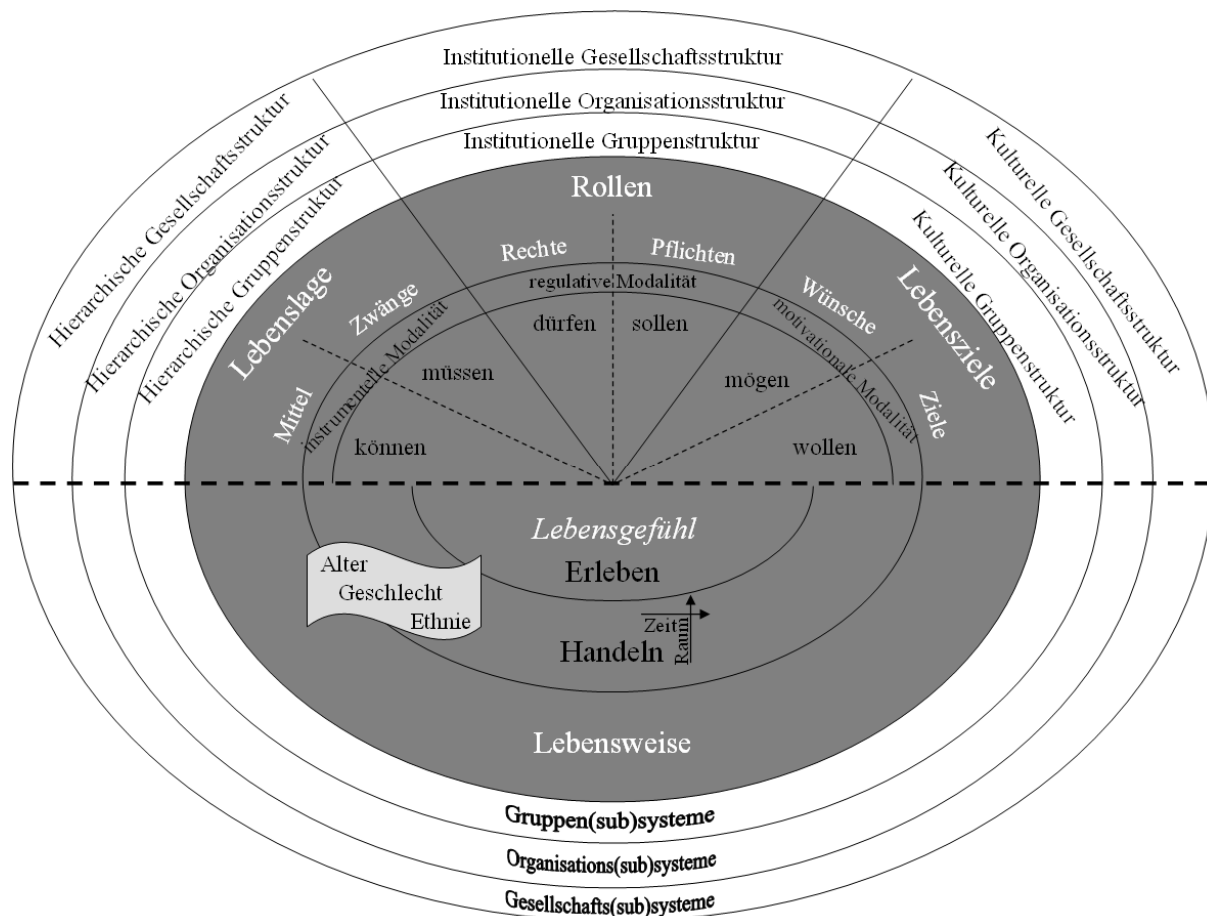 Institutionelle Gesellschaftsstruktur
Institutionelle Organisationsstruktur
Institutionelle Gruppenstruktur
Hierarchische Gesellschaftsstruktur
Hierarchische Organisationsstruktur
Hierarchische Gruppenstruktur
Kulturelle Gesellschaftsstruktur
Kulturelle Organisationsstruktur
Kulturelle Gruppenstruktur
Rollen
Lebenslage
Lebensziele
Mittel
Zwänge
Rechte
Pflichten
Wünsche
Ziele
instrumentelle Modalität
regulative Modalität
motivationale Modalität
können
müssen
dürfen
sollen
mögen
wollen
Lebensgefühl
Erleben
Alter
Geschlecht
Ethnie
Zeit
Raum
Handeln
Lebensweise
Gruppen(sub)systeme
Organisations(sub)systeme
Gesellschafts(sub)systeme